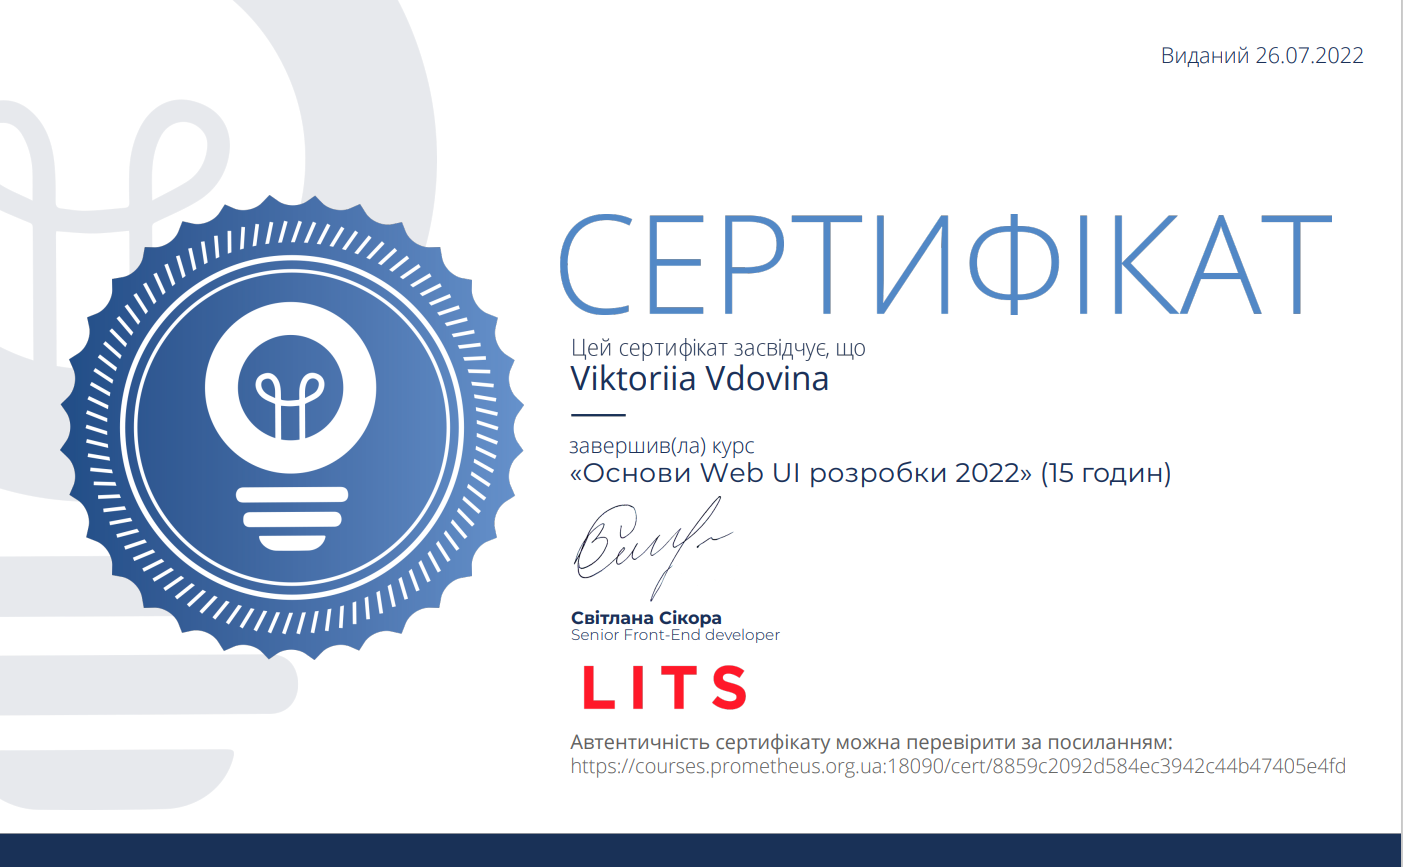 Виданий 26.07.2022
СЕРТИФІКАТ
Цей сертифікат засвідчує, що
Viktoriia Vdovina
завершив(ла) курс
«Основи Web UI розробки 2022» (15 годин)
Світлана Сікора
Senior Front-End developer
LITS
Автентичність сертифікату можна перевірити за посиланням:
https://courses.prometheus.org.ua:18090/cert/8859c2092d584ec3942c44b47405e4fd